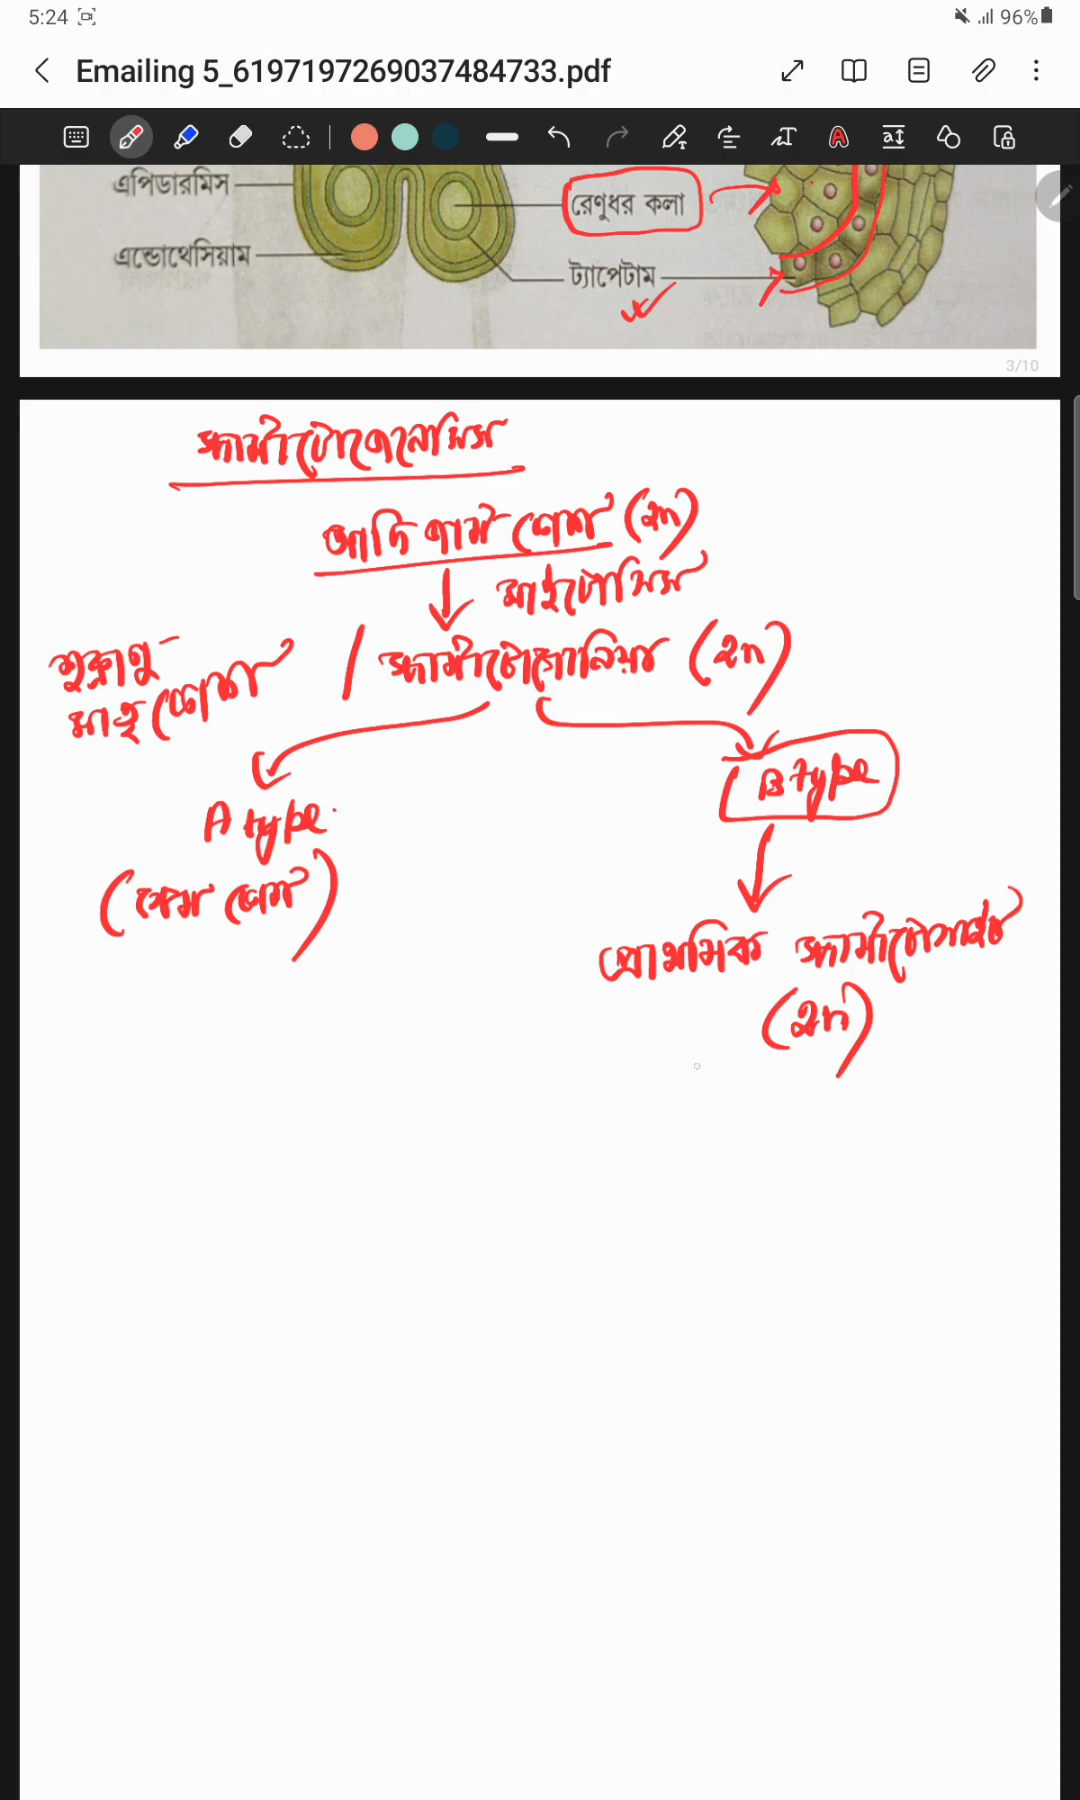 5:24
96%
Emailing 5_6197197269037484733.pdf
এপিডারমিস
রেণুধর কলা
এন্ডোথেসিয়াম
ট্যাপেটাম
3/10
স্পার্মাটোজেনেসিস
আদি জার্ম কোশ (2n)
মাইটোসিস
শুক্রাণু মাতৃকোশ / স্পার্মাটোগোনিয়া (2n)
A type
B type
(স্টেম কোশ)
প্রাথমিক স্পার্মাটোসাইট
(2n)